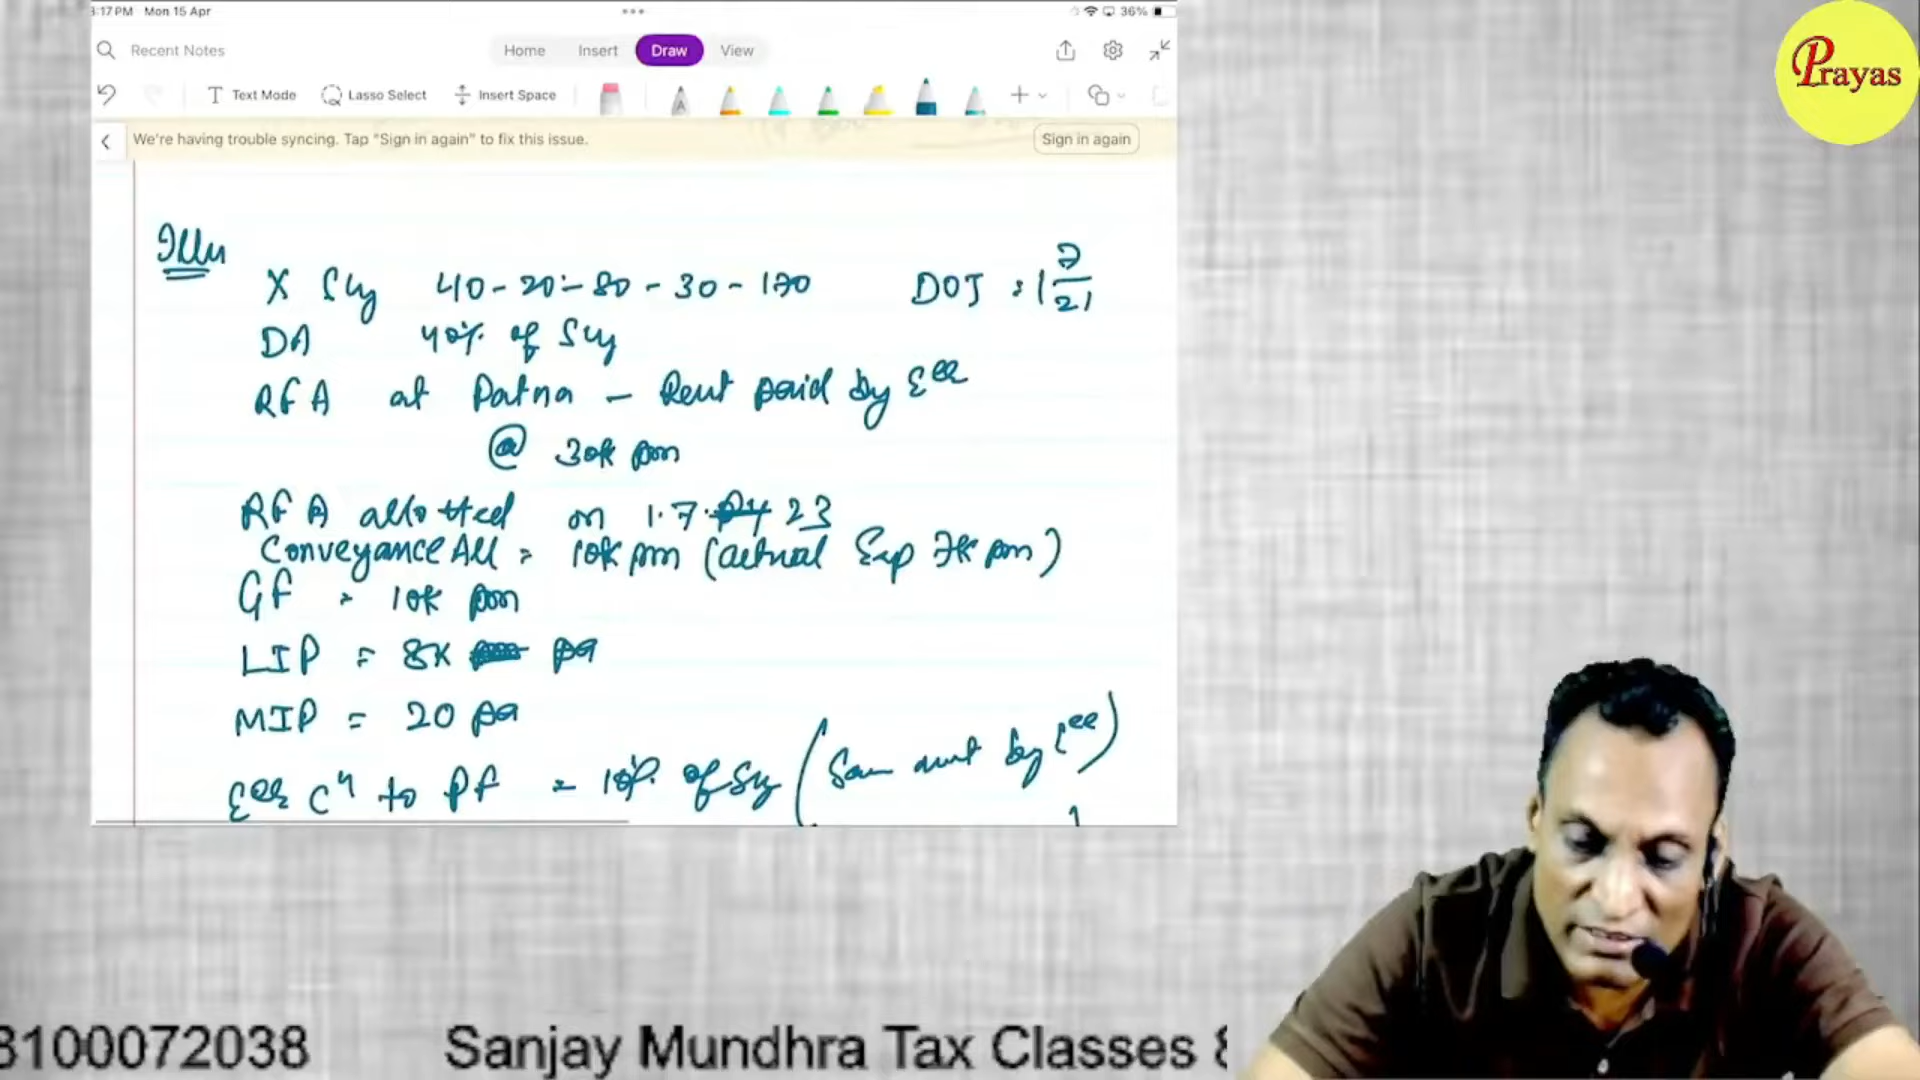 3:17PM Mon 15 Apr
36%
Recent Notes
Home Insert Draw View
Text Mode Lasso Select Insert Space
We're having trouble syncing. Tap "Sign in again" to fix this issue.
Sign in again
Prayas
Illu
X Sly 40-20-80-30-170 DOJ : 1 7/21
DA 40% of Sly
RFA at Patna - Rent paid by Eer
@ 30k pm
RFA allotted on 1.7. 23
Conveyance All = 10k pm (actual Exp 7k pm)
GF = 10k pm
LIP = 8K pa
MIP = 20 pa
Eer Cn to PF = 10% of Sly (Same amt by Eee)
8100072038 Sanjay Mundhra Tax Classes 8